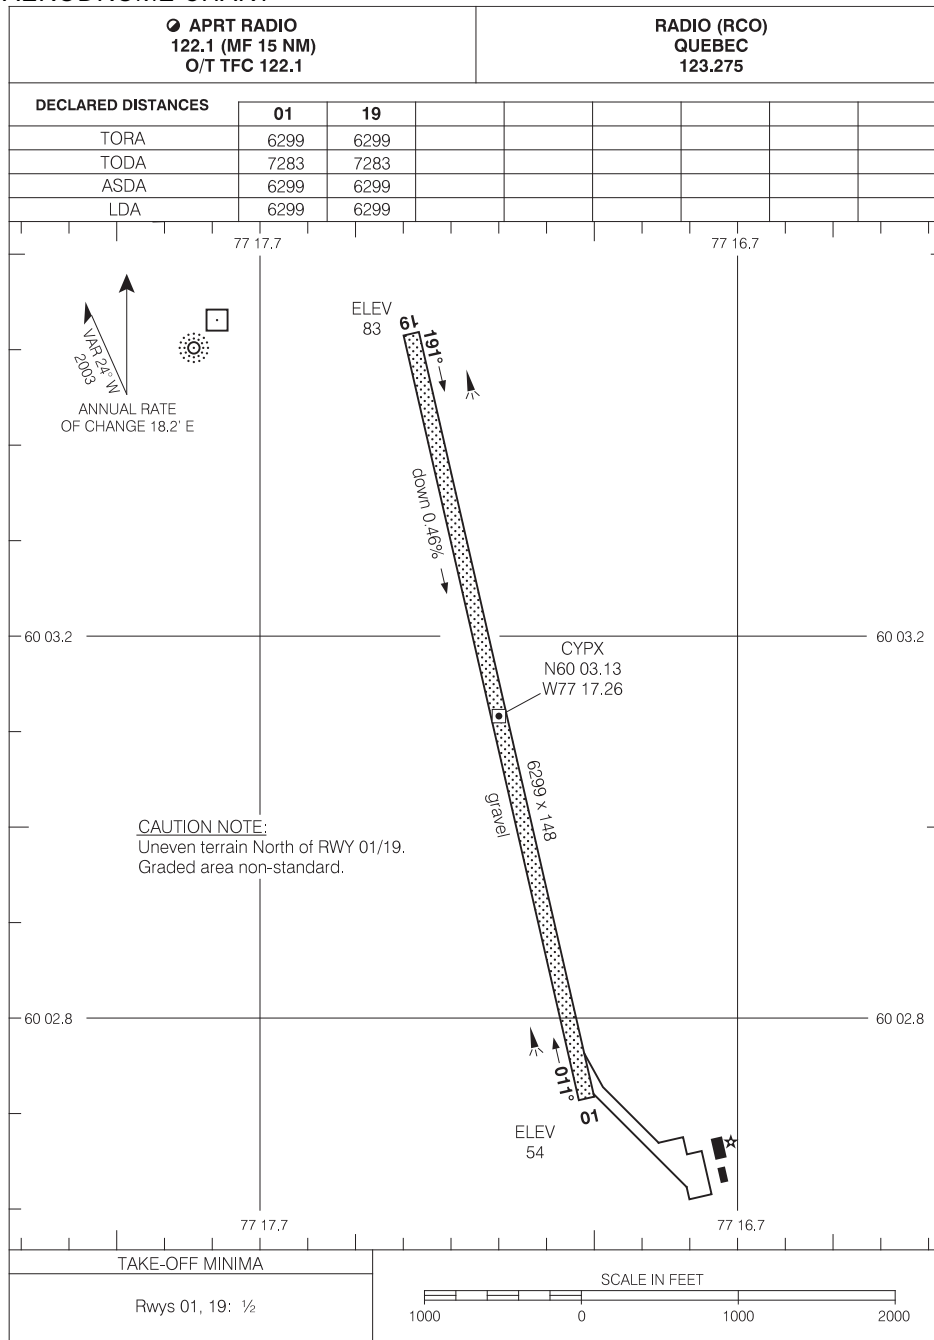 APRT RADIO
122.1 (MF 15 NM)
O/T TFC 122.1
RADIO (RCO)
QUEBEC
123.275
DECLARED DISTANCES
01 19
TORA 6299 6299
TODA 7283 7283
ASDA 6299 6299
LDA 6299 6299
77 17.7 77 16.7
VAR 24° W
2003
ANNUAL RATE
OF CHANGE 18.2' E
ELEV
83
19
191°
down 0.46%
60 03.2 60 03.2
CYPX
N60 03.13
W77 17.26
6299 x 148
gravel
CAUTION NOTE:
Uneven terrain North of RWY 01/19.
Graded area non-standard.
60 02.8 60 02.8
011°
01
ELEV
54
77 17.7 77 16.7
TAKE-OFF MINIMA
Rwys 01, 19: ½
SCALE IN FEET
1000 0 1000 2000